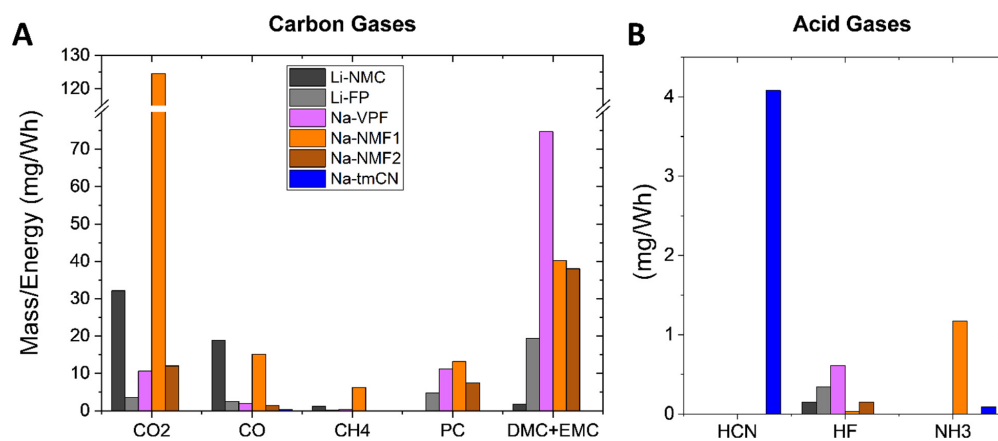 A
Carbon Gases
Mass/Energy (mg/Wh)
130
120
70
60
50
40
30
20
10
0
Li-NMC
Li-FP
Na-VPF
Na-NMF1
Na-NMF2
Na-tmCN
CO2 CO CH4 PC DMC+EMC
B
Acid Gases
(mg/Wh)
4
3
2
1
0
HCN HF NH3